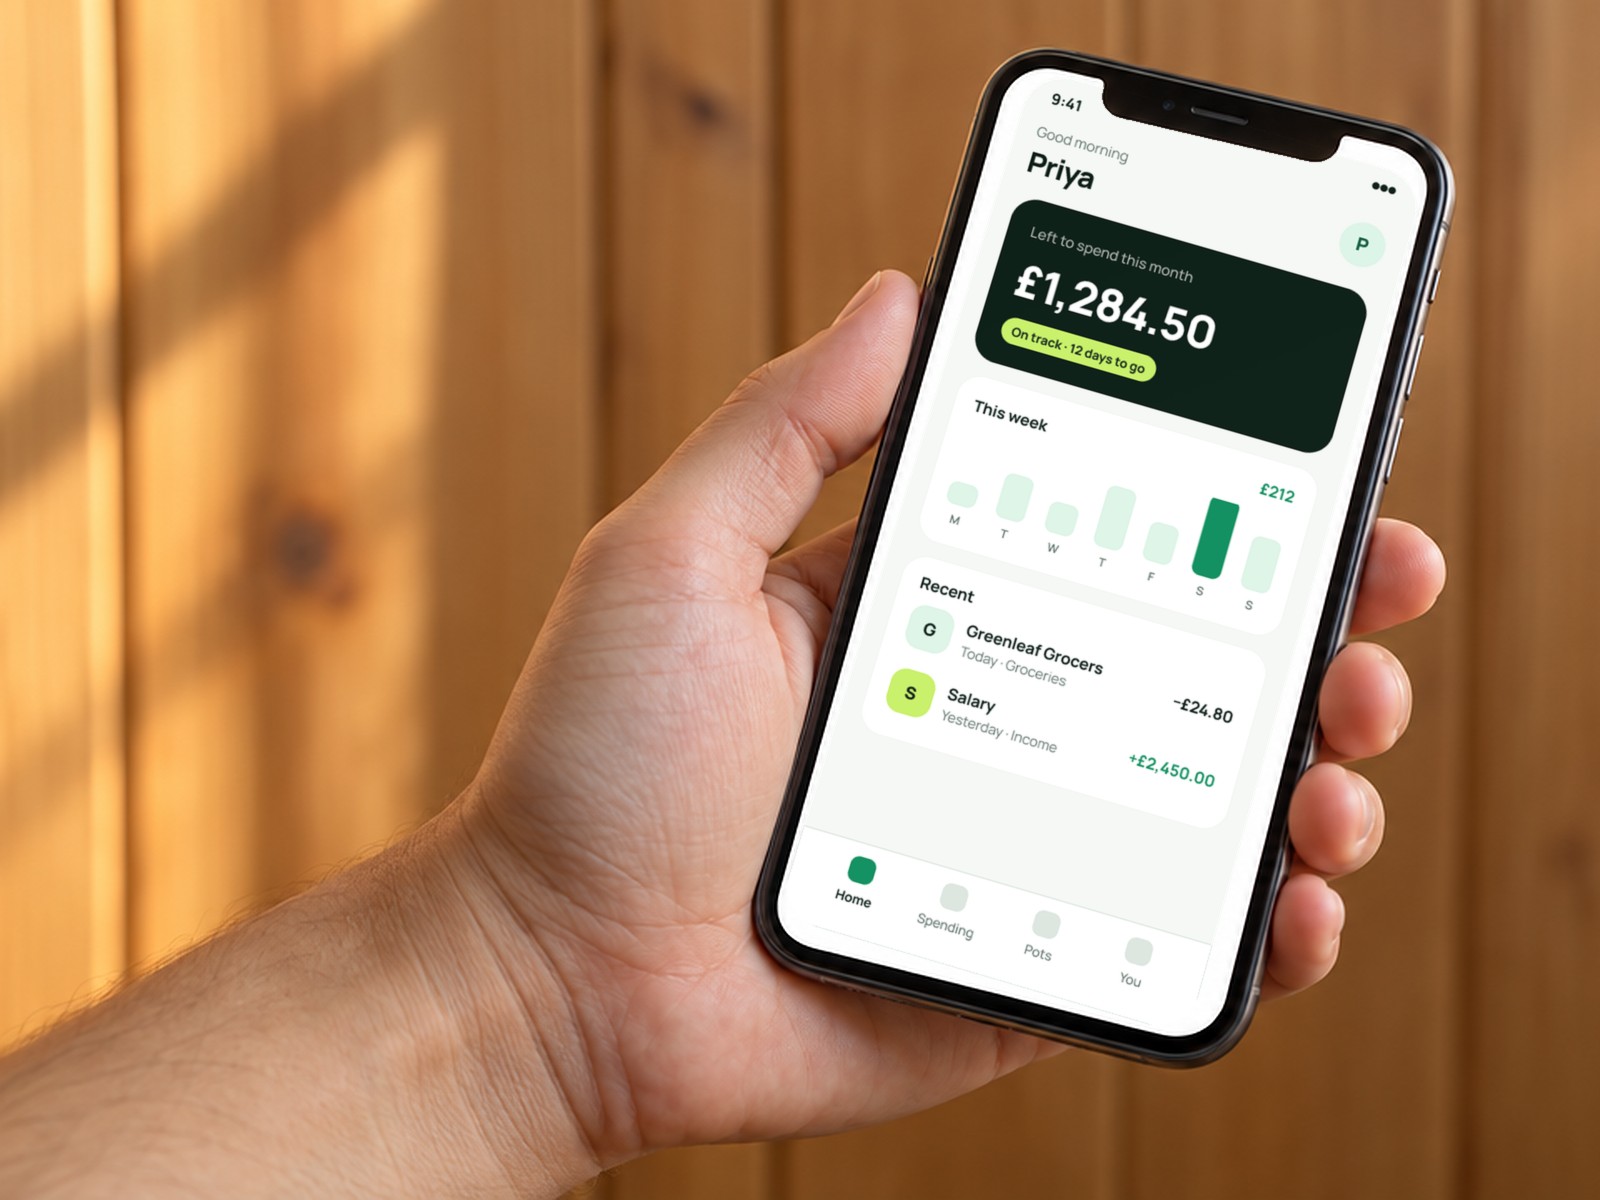 9:41
•••
Good morning
Priya
P
Left to spend this month
£1,284.50
On track · 12 days to go
This week
£212
M T W T F S S
Recent
G
Greenleaf Grocers
Today · Groceries
−£24.80
S
Salary
Yesterday · Income
+£2,450.00
Home
Spending
Pots
You